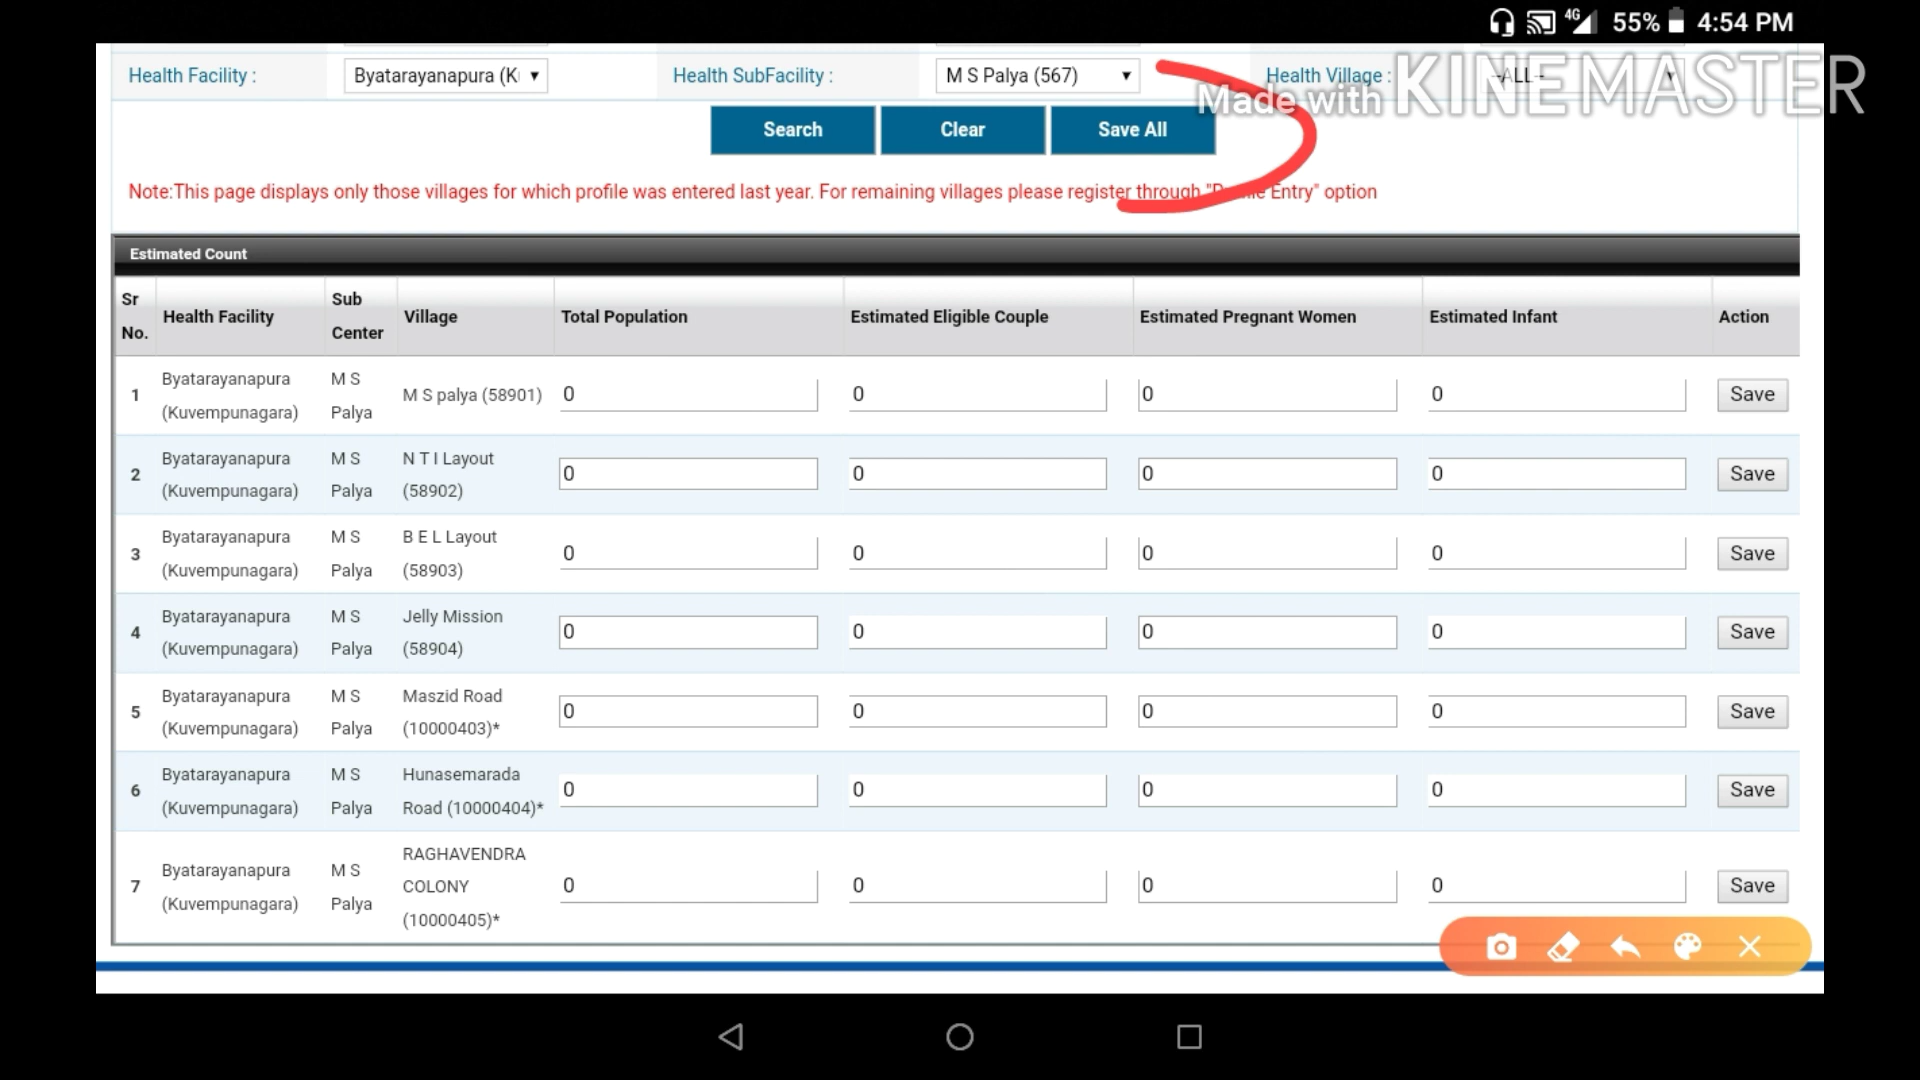 4G 55% 4:54 PM
Health Facility : Byatarayanapura (K Health SubFacility : M S Palya (567) Health Village : --ALL--
Made with KINEMASTER
Search Clear Save All
Note:This page displays only those villages for which profile was entered last year. For remaining villages please register through "Profile Entry" option
Estimated Count
Sr No. Health Facility Sub Center Village Total Population Estimated Eligible Couple Estimated Pregnant Women Estimated Infant Action
1 Byatarayanapura (Kuvempunagara) M S Palya M S palya (58901) 0 0 0 0 Save
2 Byatarayanapura (Kuvempunagara) M S Palya N T I Layout (58902) 0 0 0 0 Save
3 Byatarayanapura (Kuvempunagara) M S Palya B E L Layout (58903) 0 0 0 0 Save
4 Byatarayanapura (Kuvempunagara) M S Palya Jelly Mission (58904) 0 0 0 0 Save
5 Byatarayanapura (Kuvempunagara) M S Palya Maszid Road (10000403)* 0 0 0 0 Save
6 Byatarayanapura (Kuvempunagara) M S Palya Hunasemarada Road (10000404)* 0 0 0 0 Save
7 Byatarayanapura (Kuvempunagara) M S Palya RAGHAVENDRA COLONY (10000405)* 0 0 0 0 Save